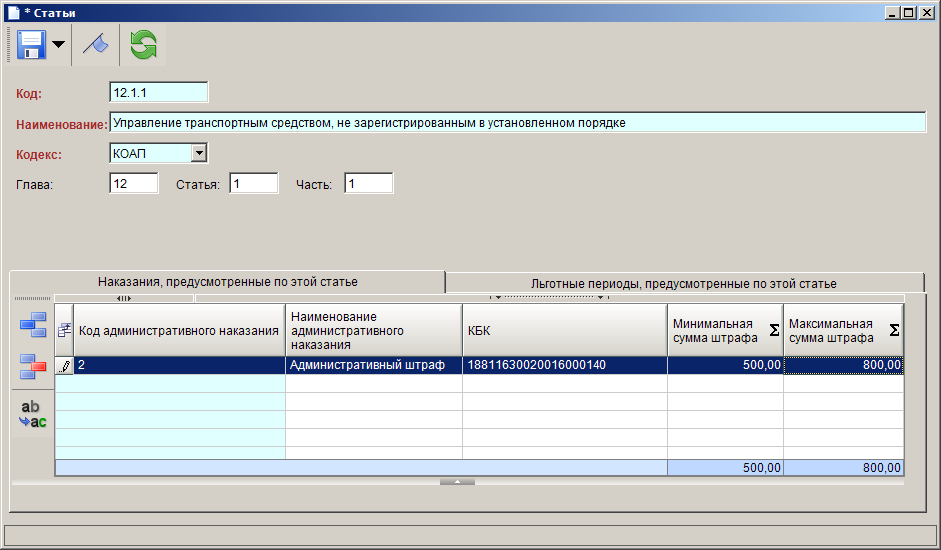 * Статьи
Код: 12.1.1
Наименование: Управление транспортным средством, не зарегистрированным в установленном порядке
Кодекс: КОАП
Глава: 12 Статья: 1 Часть: 1
Наказания, предусмотренные по этой статье Льготные периоды, предусмотренные по этой статье
Код административного наказания
Наименование
административного
наказания
КБК
Минимальная
сумма штрафа Σ
Максимальная
сумма штрафа Σ
2 Административный штраф 18811630020016000140 500,00 800,00
ab
ac
500,00 800,00